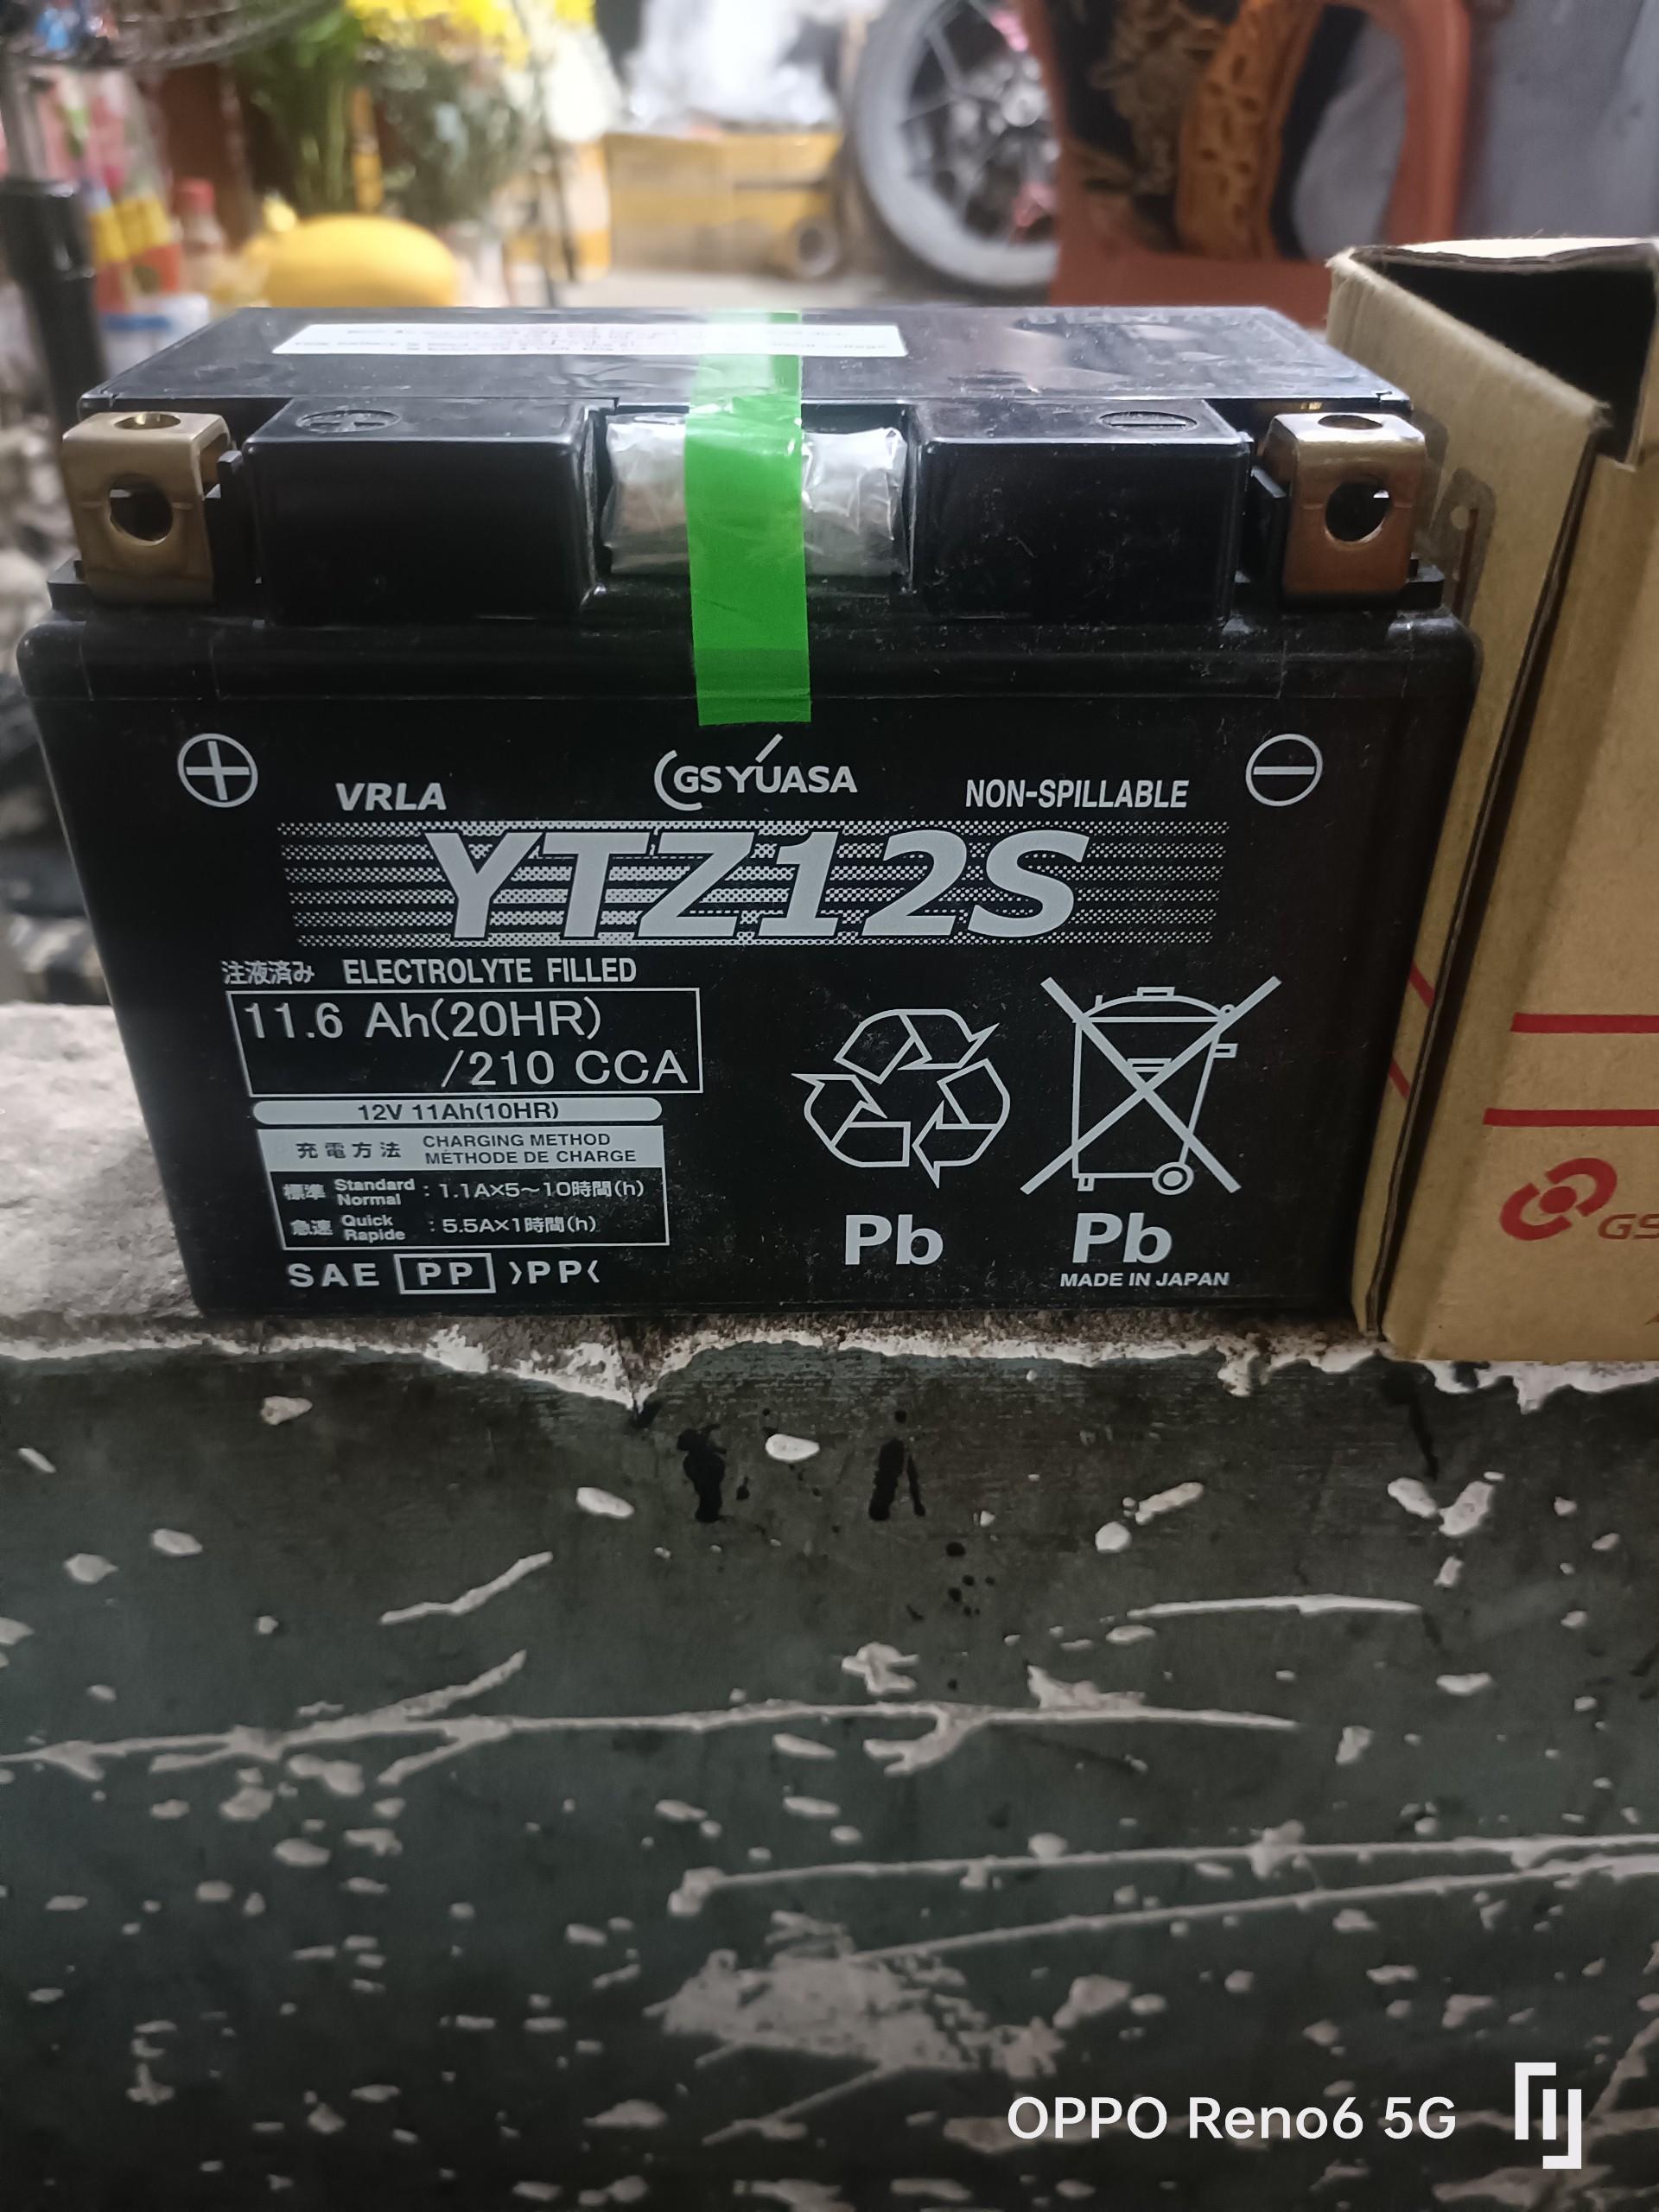 VRLA
GS YUASA
NON-SPILLABLE
YTZ12S
注液済み ELECTROLYTE FILLED
11.6 Ah(20HR)
/210 CCA
12V 11Ah(10HR)
充電方法 CHARGING METHOD
METHODE DE CHARGE
標準 Standard Normal : 1.1A×5〜10時間(h)
急速 Quick Rapide : 5.5A×1時間(h)
SAE PP >PP<
Pb
Pb
MADE IN JAPAN
GS
OPPO Reno6 5G